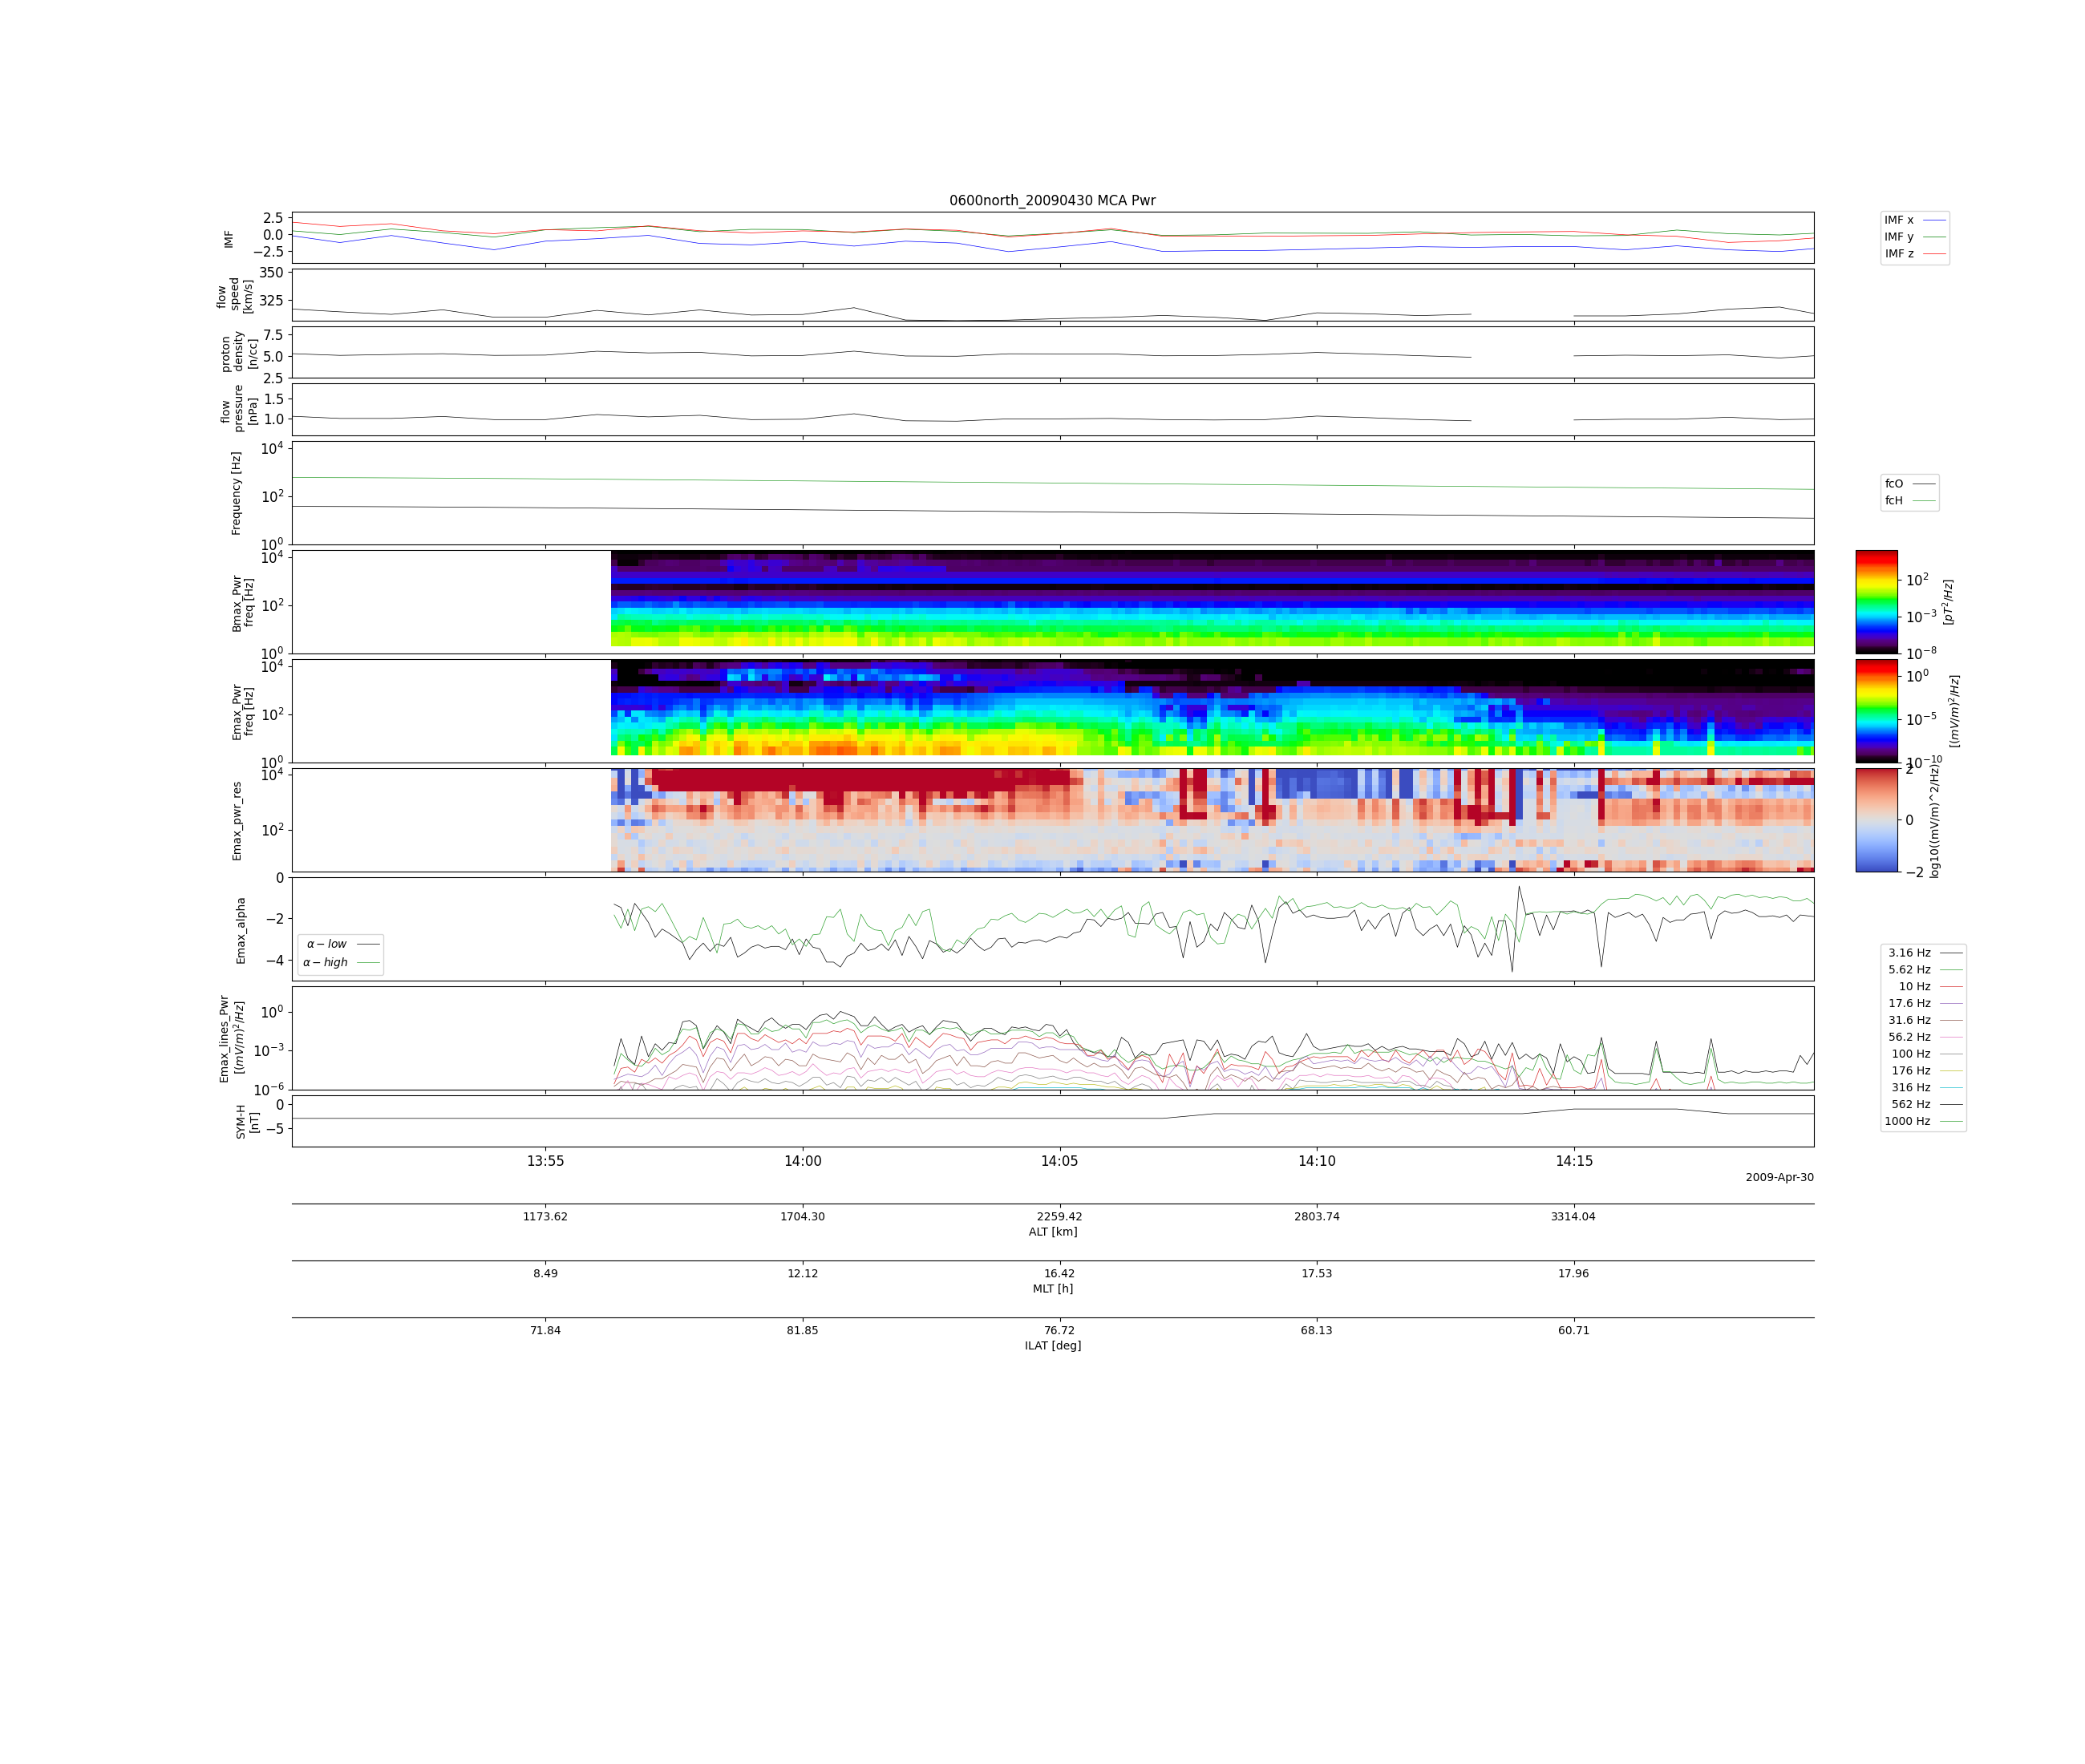 0600north_20090430 MCA Pwr
IMF
2.5
0.0
−2.5
IMF x
IMF y
IMF z
flow
speed
[km/s]
350
325
proton
density
[n/cc]
7.5
5.0
2.5
flow
pressure
[nPa]
1.5
1.0
Frequency [Hz]
10^4
10^2
10^0
fcO
fcH
Bmax_Pwr
freq [Hz]
10^4
10^2
10^0
10^2
10^−3
10^−8
[pT^2/Hz]
Emax_Pwr
freq [Hz]
10^4
10^2
10^0
10^0
10^−5
10^−10
[(mV/m)^2/Hz]
Emax_pwr_res
10^4
10^2
2
0
−2
log10((mV/m)^2/Hz)
Emax_alpha
0
−2
−4
α − low
α − high
Emax_lines_Pwr
[(mV/m)^2/Hz]
10^0
10^−3
10^−6
3.16 Hz
5.62 Hz
10 Hz
17.6 Hz
31.6 Hz
56.2 Hz
100 Hz
176 Hz
316 Hz
562 Hz
1000 Hz
SYM-H
[nT]
0
−5
13:55 14:00 14:05 14:10 14:15
2009-Apr-30
1173.62 1704.30 2259.42 2803.74 3314.04
ALT [km]
8.49 12.12 16.42 17.53 17.96
MLT [h]
71.84 81.85 76.72 68.13 60.71
ILAT [deg]